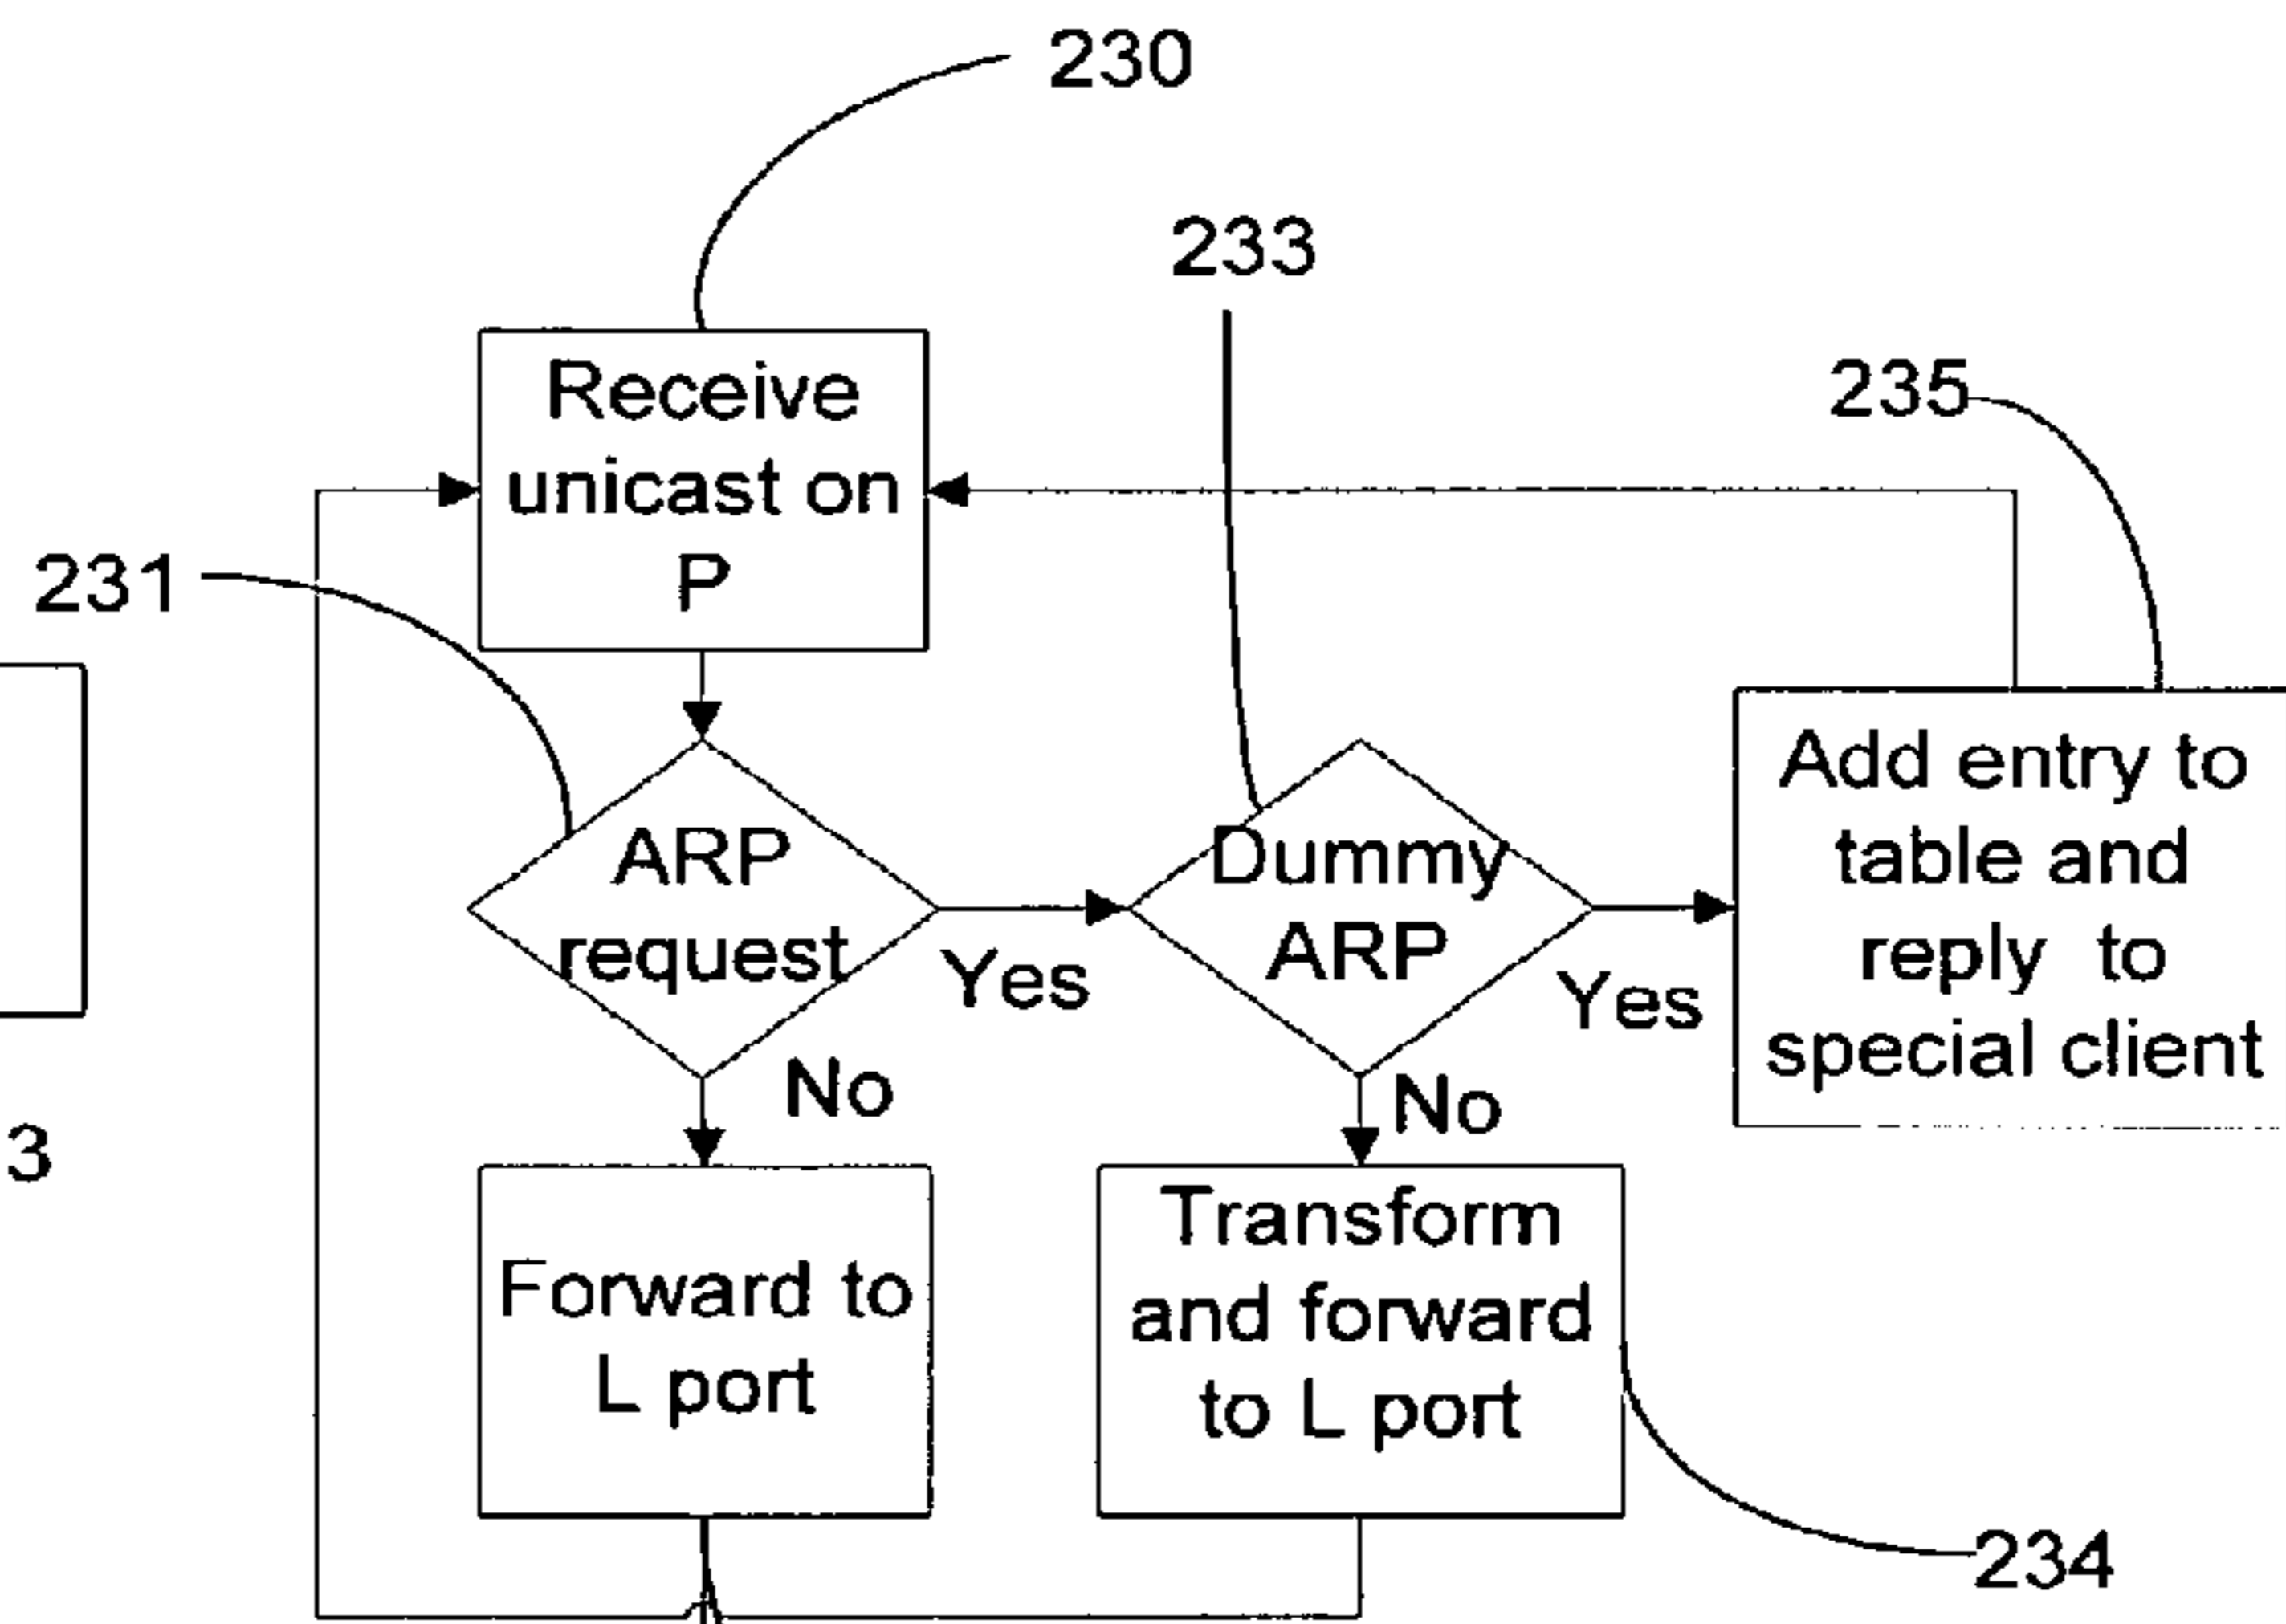 230
233
235
Receive
unicast on
P
231
Add entry to
table and
reply to
special client
ARP
request
Yes
Dummy
ARP
Yes
No
No
3
Forward to
L port
Transform
and forward
to L port
234